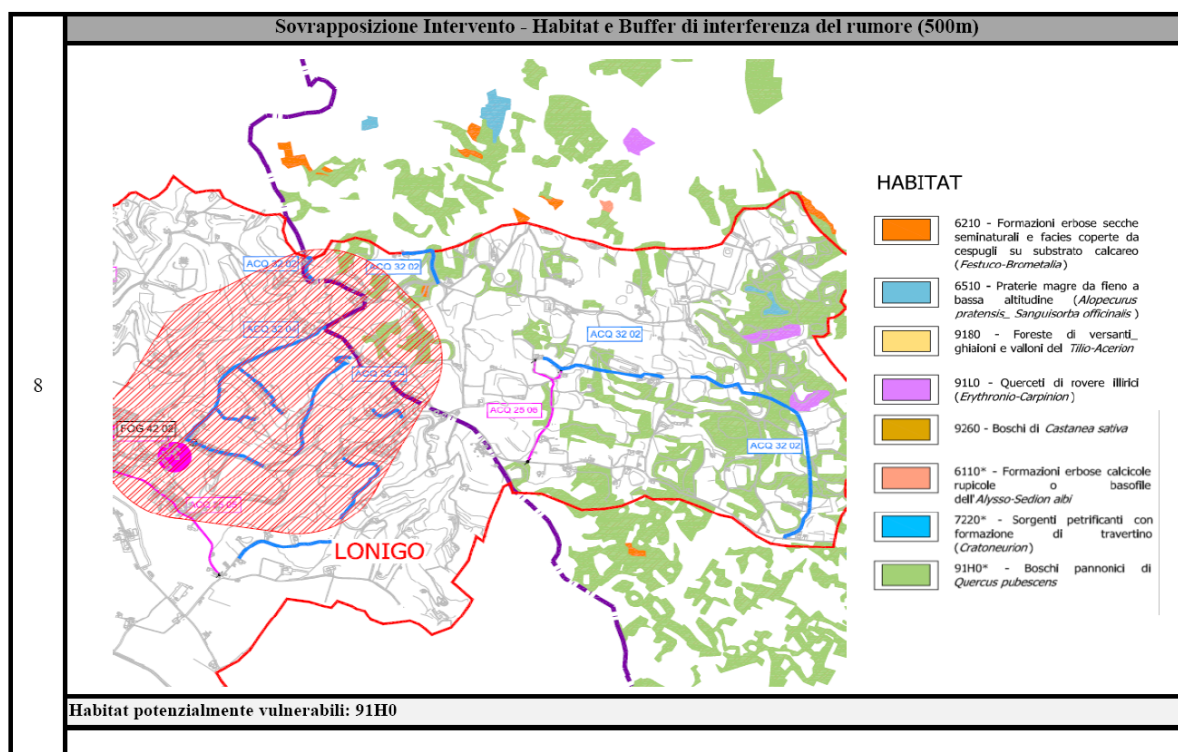 Sovrapposizione Intervento - Habitat e Buffer di interferenza del rumore (500m)
8
ACQ 32 02
ACQ 32 02
ACQ 32 04
ACQ 32 02
ACQ 32 04
ACQ 25 06
FOG 42 02
ACQ 32 02
ACQ 25 05
LONIGO
HABITAT
6210 - Formazioni erbose secche
seminaturali e facies coperte da
cespugli su substrato calcareo
(Festuco-Brometalia)
6510 - Praterie magre da fieno a
bassa altitudine (Alopecurus
pratensis_ Sanguisorba officinalis)
9180 - Foreste di versanti_
ghiaioni e valloni del Tilio-Acerion
91L0 - Querceti di rovere illirici
(Erythronio-Carpinion)
9260 - Boschi di Castanea sativa
6110* - Formazioni erbose calcicole
rupicole o basofile
dell'Alysso-Sedion albi
7220* - Sorgenti petrificanti con
formazione di travertino
(Cratoneurion)
91H0* - Boschi pannonici di
Quercus pubescens
Habitat potenzialmente vulnerabili: 91H0